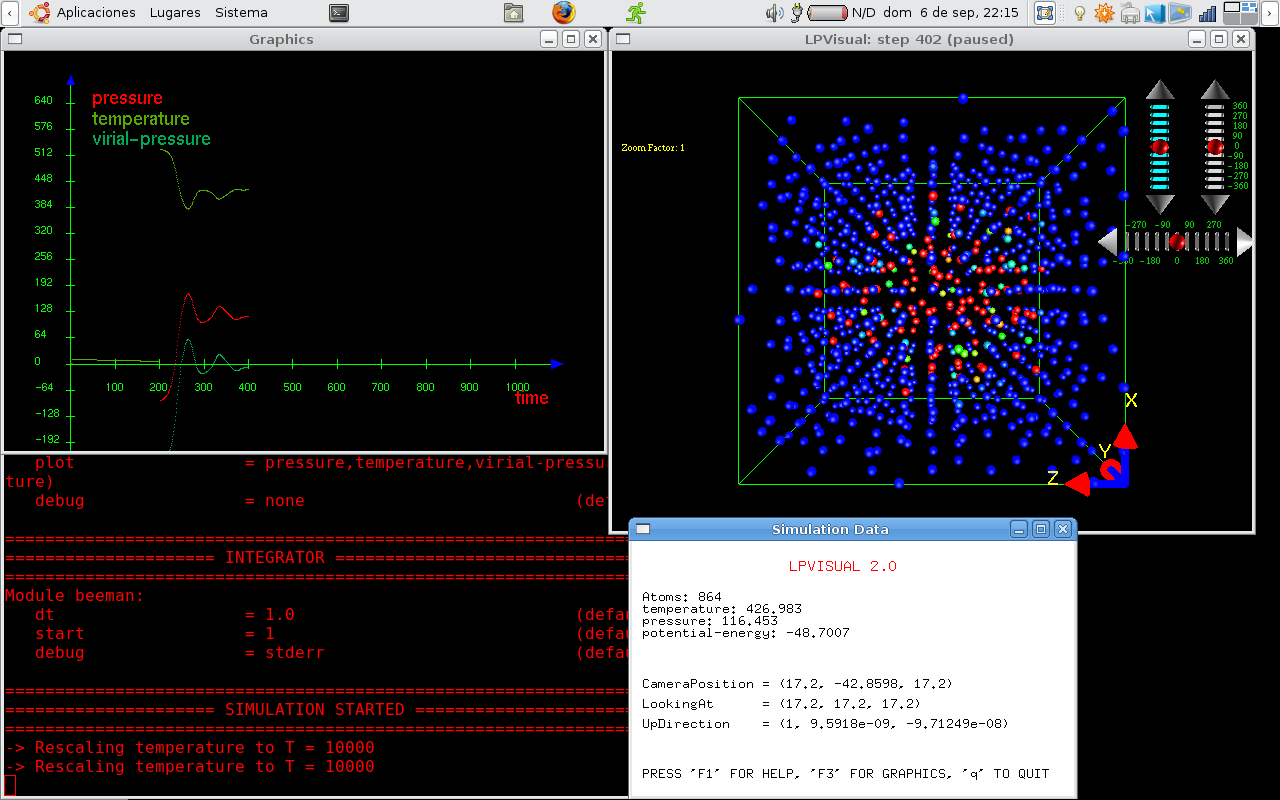 Aplicaciones Lugares Sistema N/D dom 6 de sep, 22:15
Graphics
640
576
512
448
384
320
256
192
128
64
0
-64
-128
-192
pressure
temperature
virial-pressure
100 200 300 400 500 600 700 800 900 1000
time
LPVisual: step 402 (paused)
Zoom Factor: 1
360
270
180
90
0
-90
-180
-270
-360
-270 -90 90 270
-180 0 180 360
X
Y
Z
plot = pressure,temperature,virial-pressu
ture)
debug = none (de
==================== INTEGRATOR ====================
Module beeman:
dt = 1.0 (defau
start = 1 (defau
debug = stderr (defau
==================== SIMULATION STARTED ====================
-> Rescaling temperature to T = 10000
-> Rescaling temperature to T = 10000
Simulation Data
LPVISUAL 2.0
Atoms: 864
temperature: 426.983
pressure: 116.453
potential-energy: -48.7007
CameraPosition = (17.2, -42.8598, 17.2)
LookingAt = (17.2, 17.2, 17.2)
UpDirection = (1, 9.5918e-09, -9.71249e-08)
PRESS 'F1' FOR HELP, 'F3' FOR GRAPHICS, 'q' TO QUIT